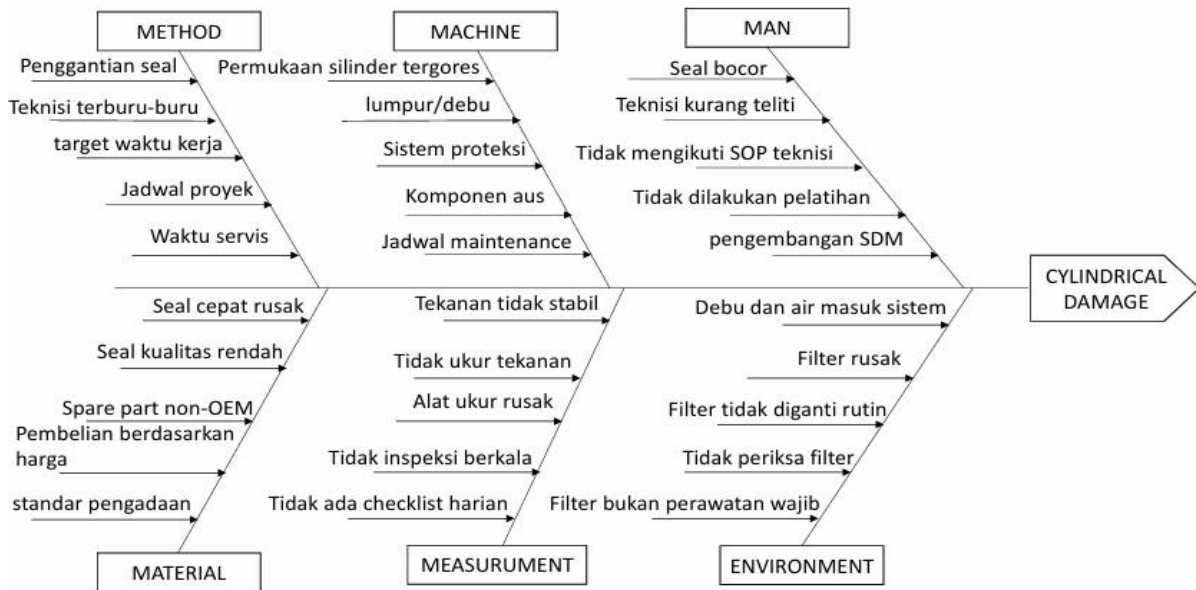 METHOD
Penggantian seal
Teknisi terburu-buru
target waktu kerja
Jadwal proyek
Waktu servis
MACHINE
Permukaan silinder tergores
lumpur/debu
Sistem proteksi
Komponen aus
Jadwal maintenance
MAN
Seal bocor
Teknisi kurang teliti
Tidak mengikuti SOP teknisi
Tidak dilakukan pelatihan
pengembangan SDM
CYLINDRICAL
DAMAGE
Seal cepat rusak
Seal kualitas rendah
Spare part non-OEM
Pembelian berdasarkan
harga
standar pengadaan
MATERIAL
Tekanan tidak stabil
Tidak ukur tekanan
Alat ukur rusak
Tidak inspeksi berkala
Tidak ada checklist harian
MEASURUMENT
Debu dan air masuk sistem
Filter rusak
Filter tidak diganti rutin
Tidak periksa filter
Filter bukan perawatan wajib
ENVIRONMENT